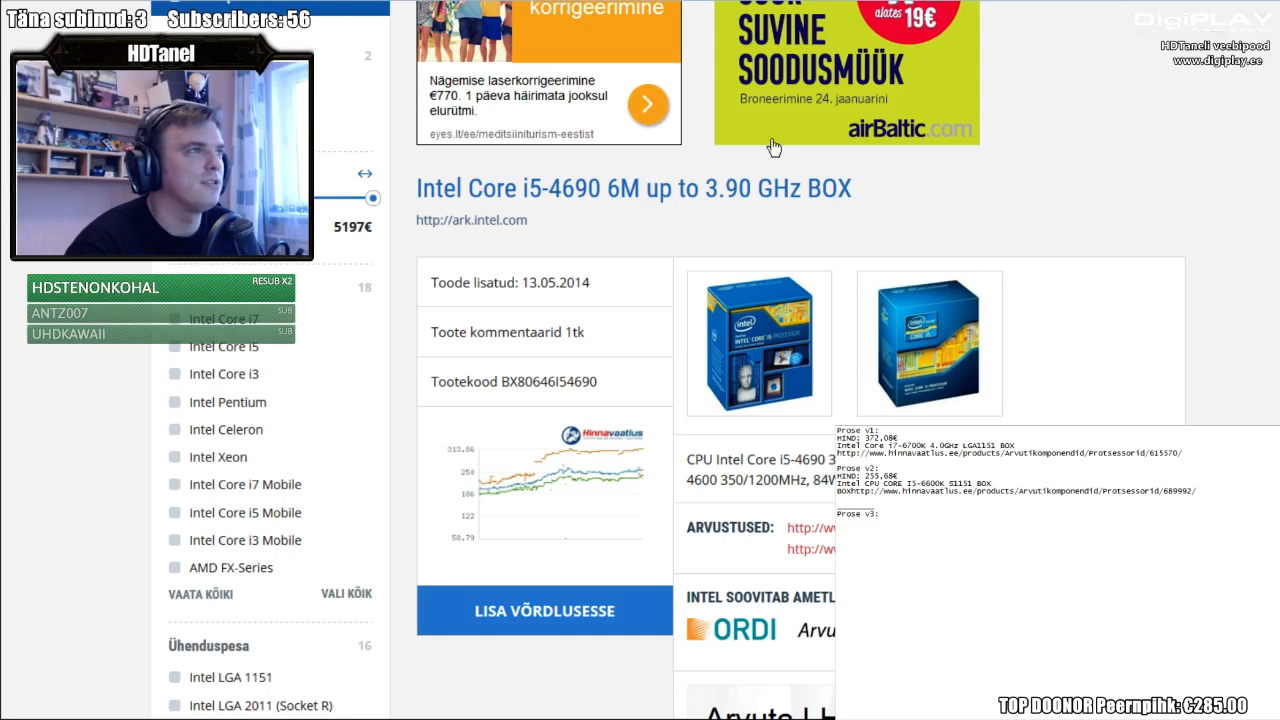 Täna subinud: 3
Subscribers: 56
HDTanel
2
5197€
HDSTENONKOHAL
RESUB X2
ANTZ007
SUB
UHDKAWAII
SUB
18
Intel Core i7
Intel Core i5
Intel Core i3
Intel Pentium
Intel Celeron
Intel Xeon
Intel Core i7 Mobile
Intel Core i5 Mobile
Intel Core i3 Mobile
AMD FX-Series
VAATA KÕIKI
VALI KÕIK
Ühenduspesa
16
Intel LGA 1151
Intel LGA 2011 (Socket R)
korrigeerimine
Nägemise laserkorrigeerimine
€770. 1 päeva häirimata jooksul
elurütmi.
eyes.lt/ee/meditsiiniturism-eestist
alates 19€
SUVINE
SOODUSMÜÜK
Broneerimine 24. jaanuarini
airBaltic.com
DigiPLAY
HDTaneli veebipood
www.digiplay.ee
Intel Core i5-4690 6M up to 3.90 GHz BOX
http://ark.intel.com
Toode lisatud: 13.05.2014
Toote kommentaarid 1tk
Tootekood BX80646I54690
Hinnavaatlus
313.86
250
186
122
58.79
LISA VÕRDLUSESSE
CPU Intel Core i5-4690 3
4600 350/1200MHz, 84W
ARVUSTUSED:
http://ww
http://ww
INTEL SOOVITAB AMETL
ORDI
Arvu
Arvuta | H
Prose v1:
HIND: 372,08€
Intel Core i7-6700K 4.0GHz LGA1151 BOX
http://www.hinnavaatlus.ee/products/Arvutikomponendid/Protsessorid/615570/
Prose v2:
HIND: 255,68€
Intel CPU CORE I5-6600K S1151 BOX
BOXhttp://www.hinnavaatlus.ee/products/Arvutikomponendid/Protsessorid/689992/
Prose v3:
TOP DOONOR Peernpihk: €285.00